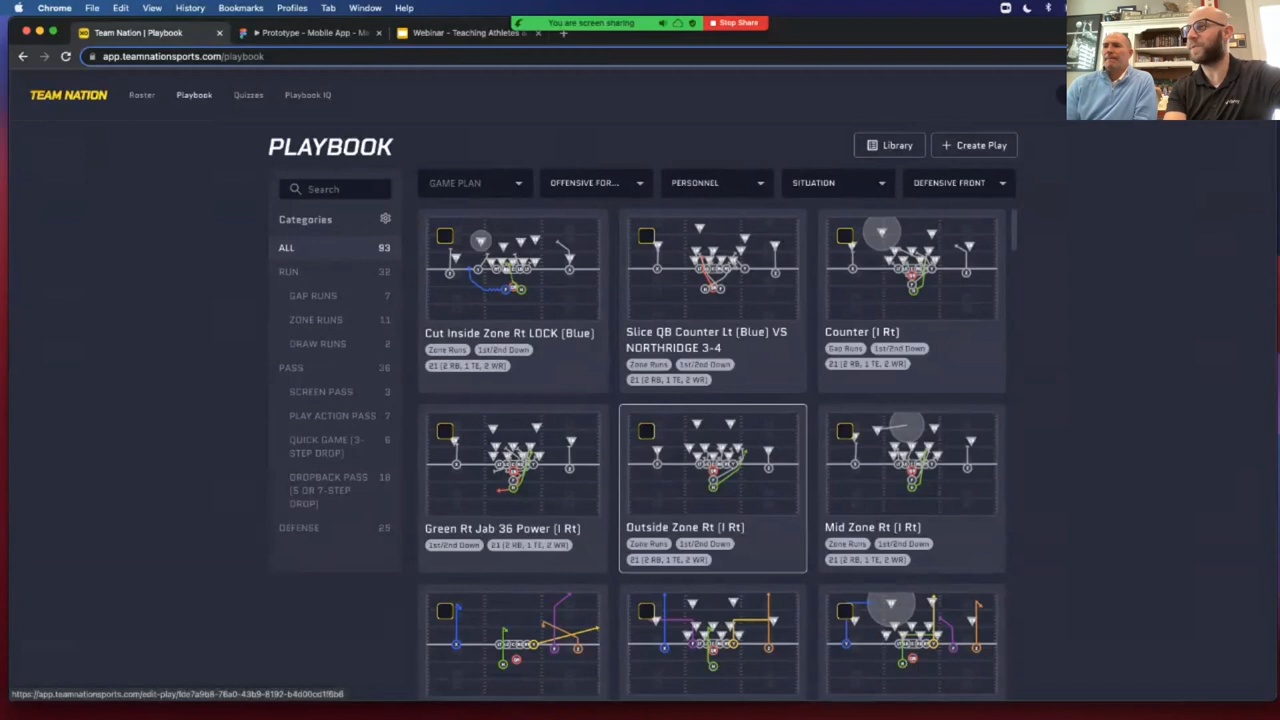 Chrome File Edit View History Bookmarks Profiles Tab Window Help
You are screen sharing Stop Share
Team Nation | Playbook
Prototype - Mobile App - M
Webinar - Teaching Athletes &
app.teamnationsports.com/playbook
TEAM NATION Roster Playbook Quizzes Playbook IQ
PLAYBOOK
Library
+ Create Play
Search
GAME PLAN OFFENSIVE FOR... PERSONNEL SITUATION DEFENSIVE FRONT
Categories
ALL 93
RUN 32
GAP RUNS 7
ZONE RUNS 11
DRAW RUNS 2
PASS 36
SCREEN PASS 3
PLAY ACTION PASS 7
QUICK GAME (3-
STEP DROP) 6
DROPBACK PASS
(5 OR 7-STEP
DROP) 18
DEFENSE 25
Cut Inside Zone Rt LOCK (Blue)
Zone Runs 1st/2nd Down
21 (2 RB, 1 TE, 2 WR)
Slice QB Counter Lt (Blue) VS
NORTHRIDGE 3-4
Zone Runs 1st/2nd Down
21 (2 RB, 1 TE, 2 WR)
Counter (I Rt)
Gap Runs 1st/2nd Down
21 (2 RB, 1 TE, 2 WR)
Green Rt Jab 36 Power (I Rt)
1st/2nd Down 21 (2 RB, 1 TE, 2 WR)
Outside Zone Rt (I Rt)
Zone Runs 1st/2nd Down
21 (2 RB, 1 TE, 2 WR)
Mid Zone Rt (I Rt)
Zone Runs 1st/2nd Down
21 (2 RB, 1 TE, 2 WR)